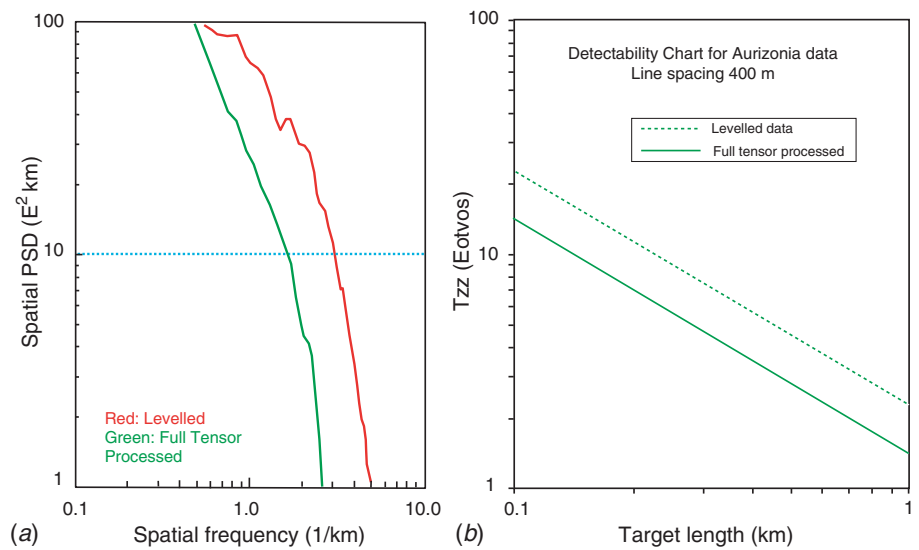 100
10
1
0.1
1.0
10.0
Spatial PSD (E² km)
Spatial frequency (1/km)
Red: Levelled
Green: Full Tensor
Processed
(a)
100
10
1
0.1
1
Tzz (Eotvos)
Target length (km)
Detectability Chart for Aurizonia data
Line spacing 400 m
Levelled data
Full tensor processed
(b)